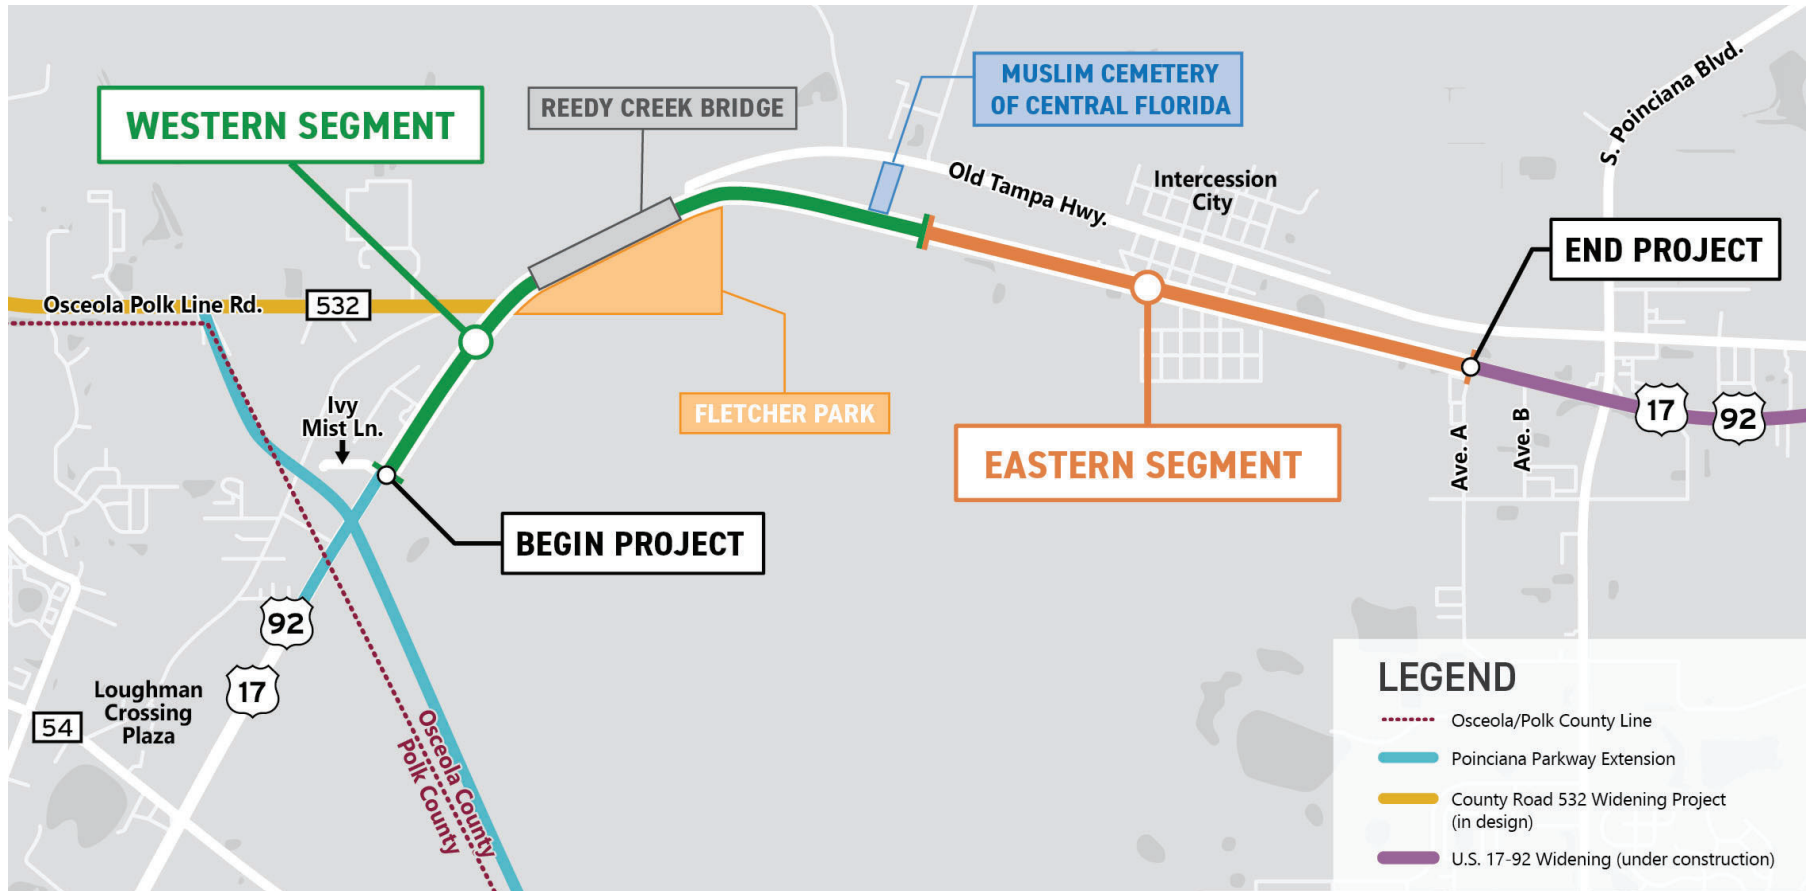 WESTERN SEGMENT
REEDY CREEK BRIDGE
MUSLIM CEMETERY
OF CENTRAL FLORIDA
S. Poinciana Blvd.
Old Tampa Hwy.
Intercession
City
END PROJECT
Osceola Polk Line Rd.
532
Ivy
Mist Ln.
FLETCHER PARK
17
92
EASTERN SEGMENT
Ave. A
Ave. B
BEGIN PROJECT
92
17
Loughman
Crossing
Plaza
54
Osceola County
Polk County
LEGEND
Osceola/Polk County Line
Poinciana Parkway Extension
County Road 532 Widening Project
(in design)
U.S. 17-92 Widening (under construction)